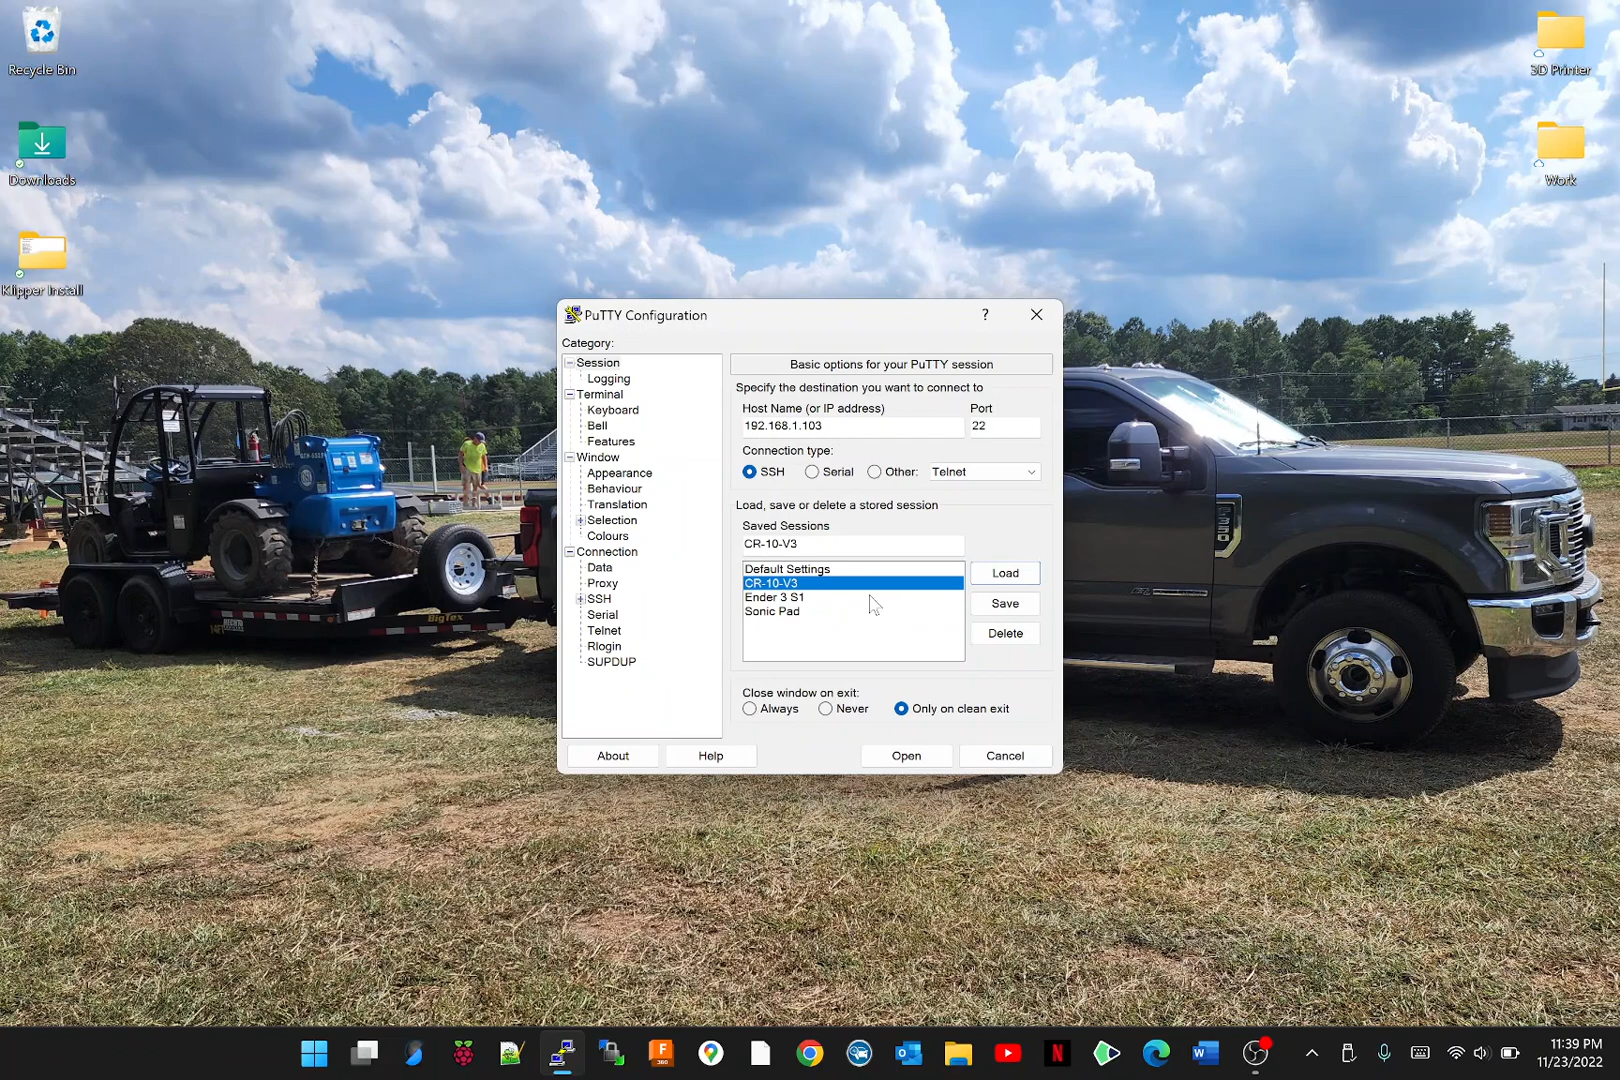 Recycle Bin
Downloads
Klipper Install
3D Printer
Work
PuTTY Configuration
?
Category:
Session
Logging
Terminal
Keyboard
Bell
Features
Window
Appearance
Behaviour
Translation
Selection
Colours
Connection
Data
Proxy
SSH
Serial
Telnet
Rlogin
SUPDUP
Basic options for your PuTTY session
Specify the destination you want to connect to
Host Name (or IP address) Port
192.168.1.103 22
Connection type:
SSH Serial Other: Telnet
Load, save or delete a stored session
Saved Sessions
CR-10-V3
Default Settings
CR-10-V3
Ender 3 S1
Sonic Pad
Load
Save
Delete
Close window on exit:
Always Never Only on clean exit
About Help Open Cancel
BigTex
14FT
F350
F
360
N
W
11:39 PM
11/23/2022